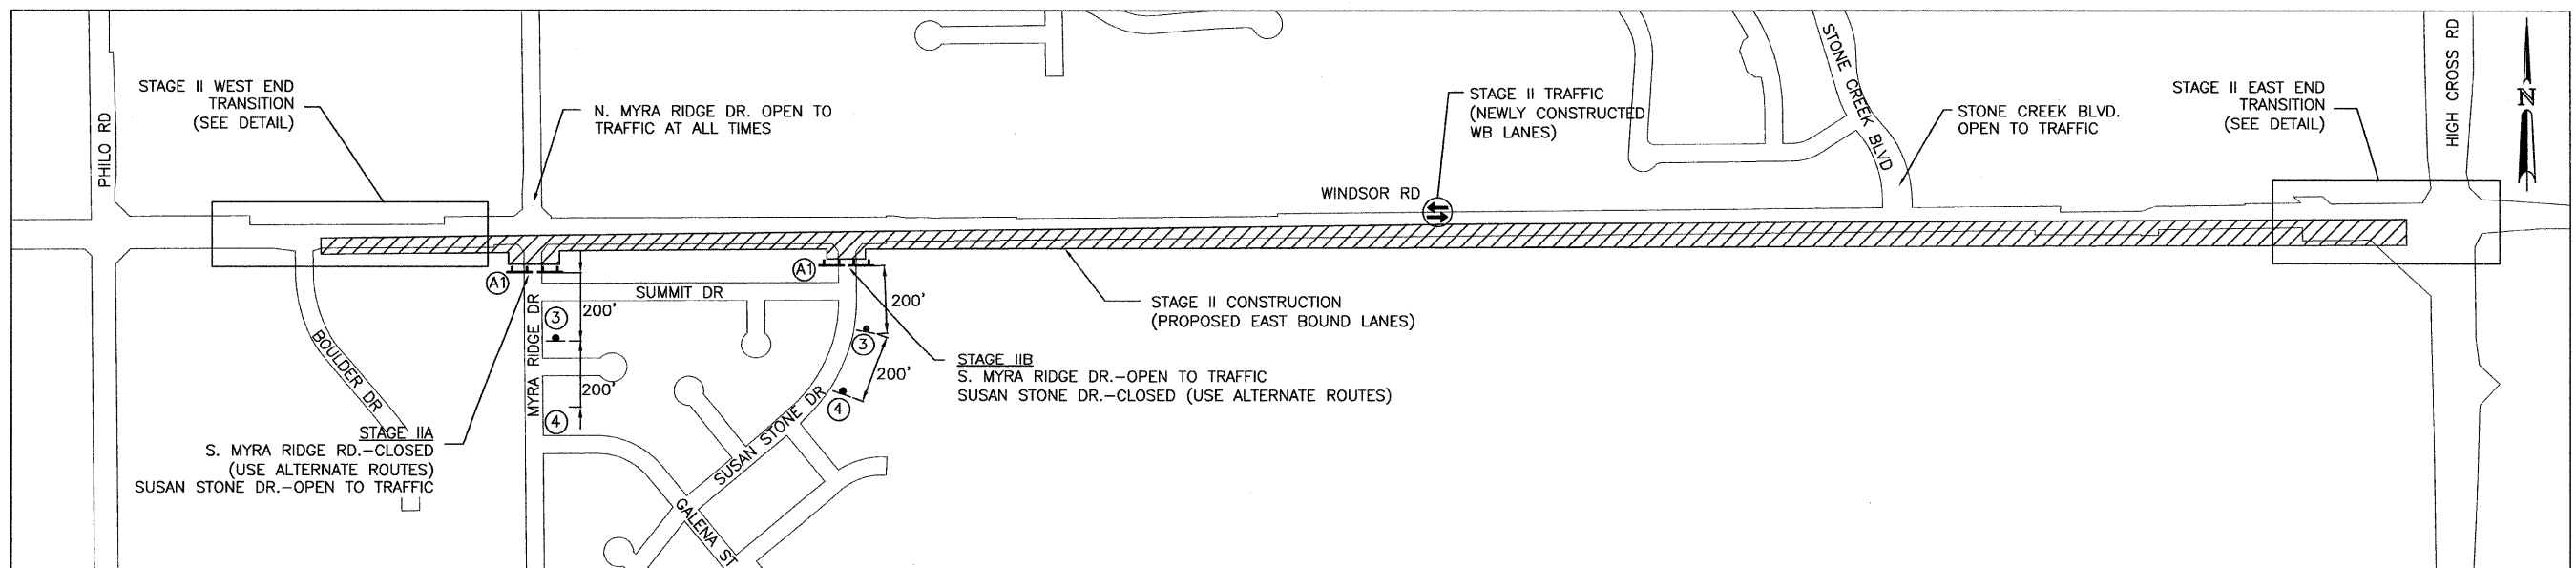 STAGE II WEST END
TRANSITION
(SEE DETAIL)
PHILO RD
N. MYRA RIDGE DR. OPEN TO
TRAFFIC AT ALL TIMES
STAGE II TRAFFIC
(NEWLY CONSTRUCTED
WB LANES)
STONE CREEK BLVD
STONE CREEK BLVD.
OPEN TO TRAFFIC
STAGE II EAST END
TRANSITION
(SEE DETAIL)
HIGH CROSS RD
N
WINDSOR RD
A1
A1
SUMMIT DR
200'
200'
3
3
200'
200'
4
4
MYRA RIDGE DR
BOULDER DR
STAGE II CONSTRUCTION
(PROPOSED EAST BOUND LANES)
STAGE IIB
S. MYRA RIDGE DR.-OPEN TO TRAFFIC
SUSAN STONE DR.-CLOSED (USE ALTERNATE ROUTES)
STAGE IIA
S. MYRA RIDGE RD.-CLOSED
(USE ALTERNATE ROUTES)
SUSAN STONE DR.-OPEN TO TRAFFIC
SUSAN STONE DR
GALENA ST